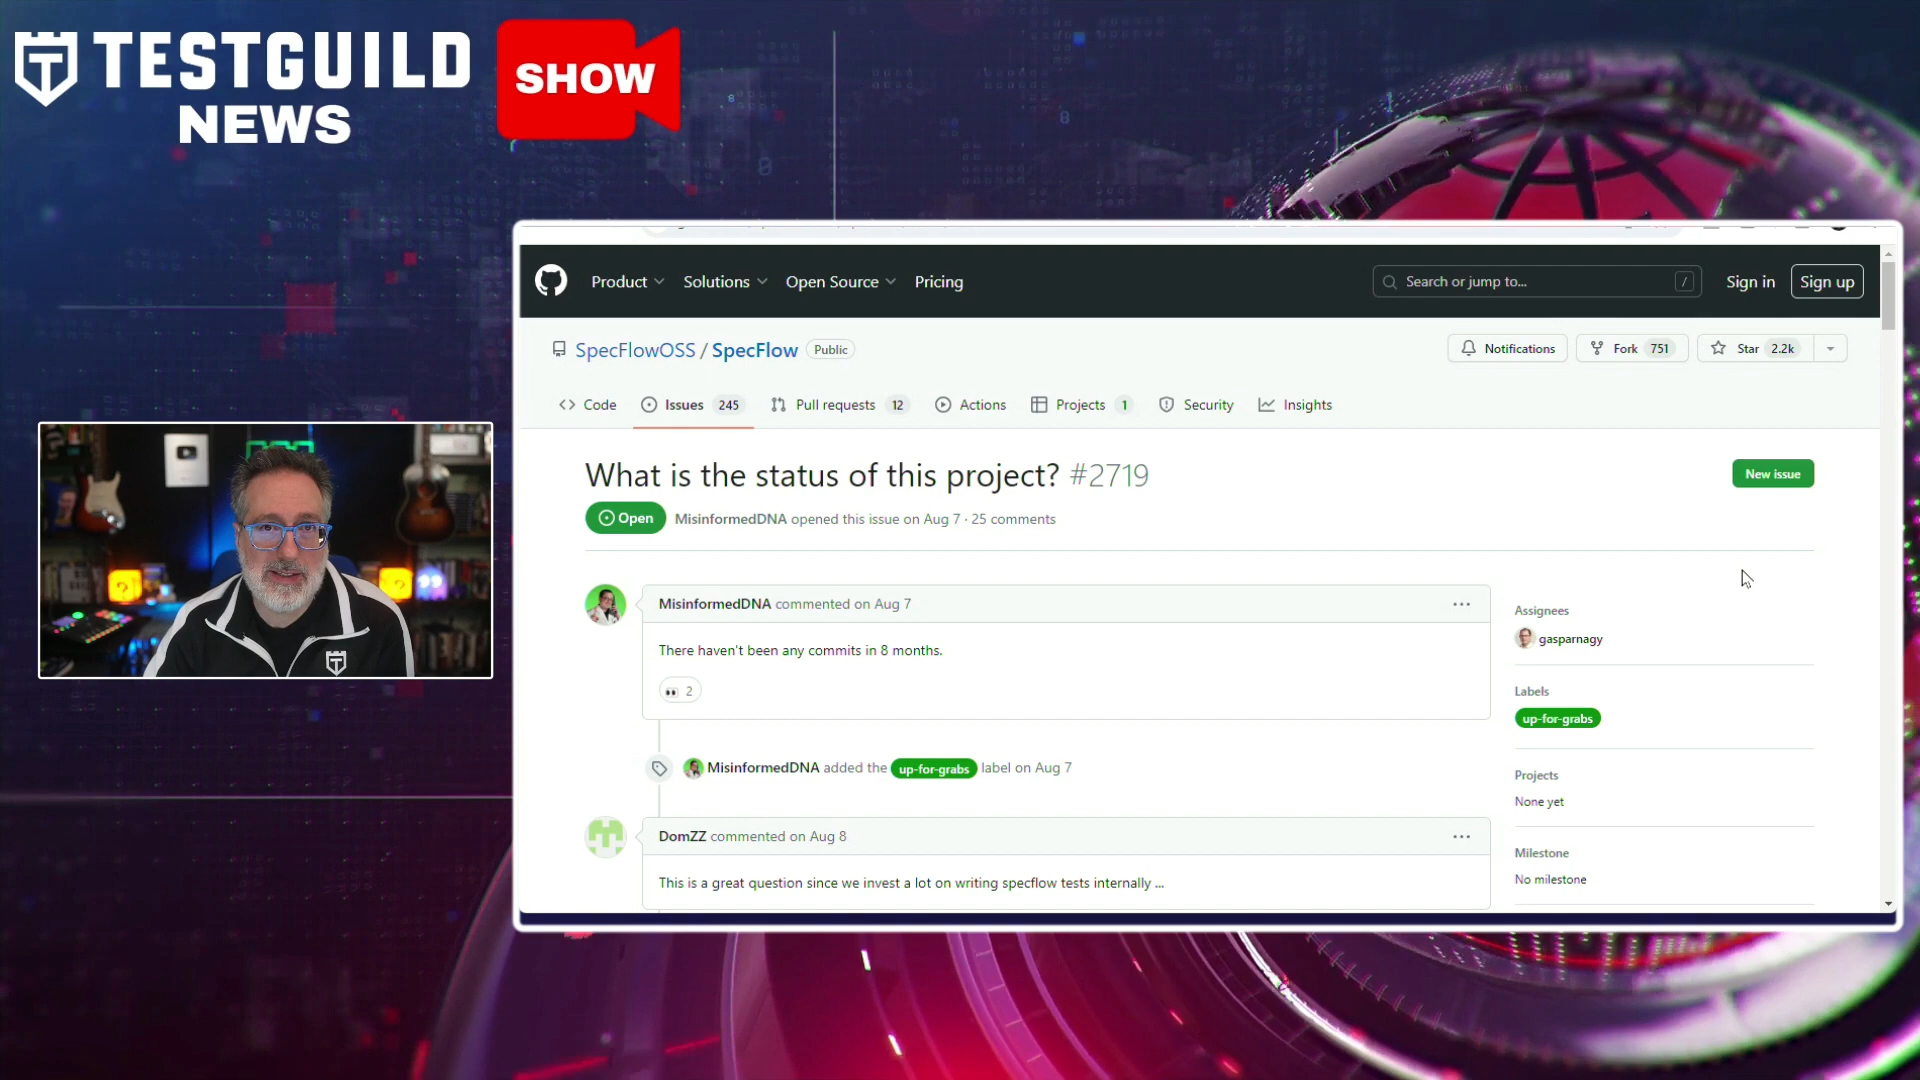 TESTGUILD
NEWS
SHOW
Product
Solutions
Open Source
Pricing
Search or jump to...
/
Sign in
Sign up
SpecFlowOSS / SpecFlow
Public
Notifications
Fork 751
Star 2.2k
Code
Issues 245
Pull requests 12
Actions
Projects 1
Security
Insights
What is the status of this project? #2719
New issue
Open
MisinformedDNA opened this issue on Aug 7 · 25 comments
MisinformedDNA commented on Aug 7
There haven't been any commits in 8 months.
2
MisinformedDNA added the up-for-grabs label on Aug 7
DomZZ commented on Aug 8
This is a great question since we invest a lot on writing specflow tests internally ...
Assignees
gasparnagy
Labels
up-for-grabs
Projects
None yet
Milestone
No milestone